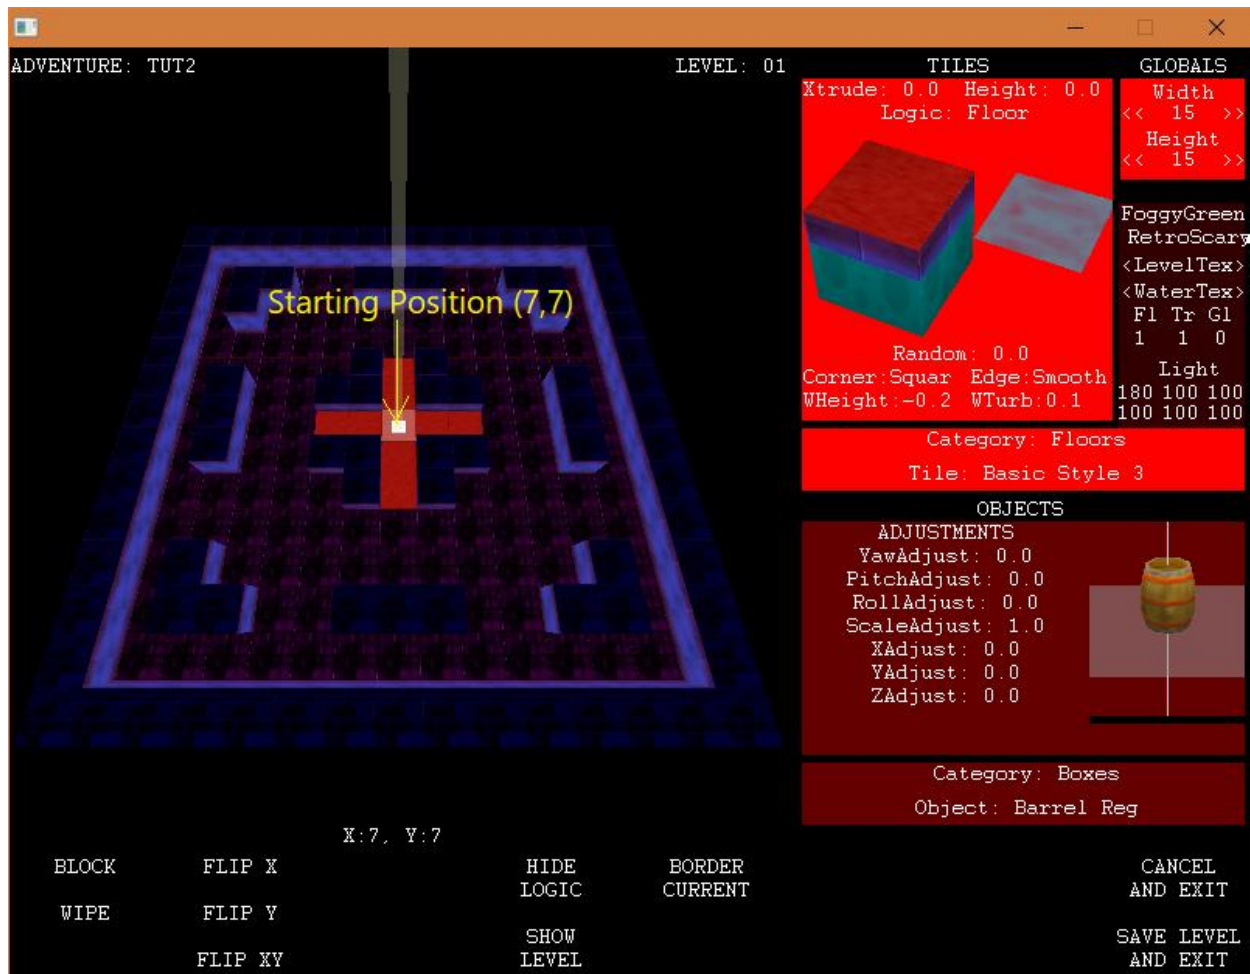 ADVENTURE: TUT2
LEVEL: 01
Starting Position (7,7)
TILES
Xtrude: 0.0 Height: 0.0
Logic: Floor
Random: 0.0
Corner:Squar Edge:Smooth
WHeight:-0.2 WTurb:0.1
Category: Floors
Tile: Basic Style 3
GLOBALS
Width
<< 15 >>
Height
<< 15 >>
FoggyGreen
RetroScary
<LevelTex>
<WaterTex>
Fl Tr Gl
1 1 0
Light
180 100 100
100 100 100
OBJECTS
ADJUSTMENTS
YawAdjust: 0.0
PitchAdjust: 0.0
RollAdjust: 0.0
ScaleAdjust: 1.0
XAdjust: 0.0
YAdjust: 0.0
ZAdjust: 0.0
Category: Boxes
Object: Barrel Reg
X:7, Y:7
BLOCK
WIPE
FLIP X
FLIP Y
FLIP XY
HIDE
LOGIC
SHOW
LEVEL
BORDER
CURRENT
CANCEL
AND EXIT
SAVE LEVEL
AND EXIT